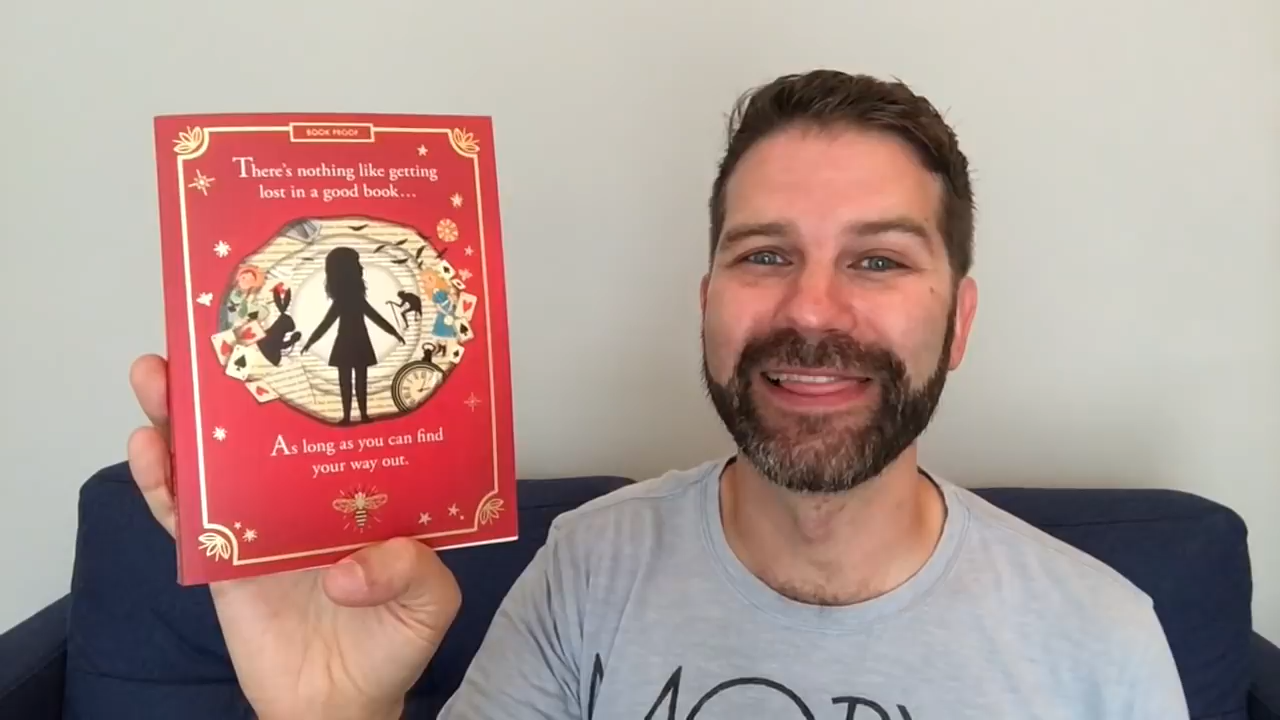 BOOK PROOF
There's nothing like getting
lost in a good book...
As long as you can find
your way out.